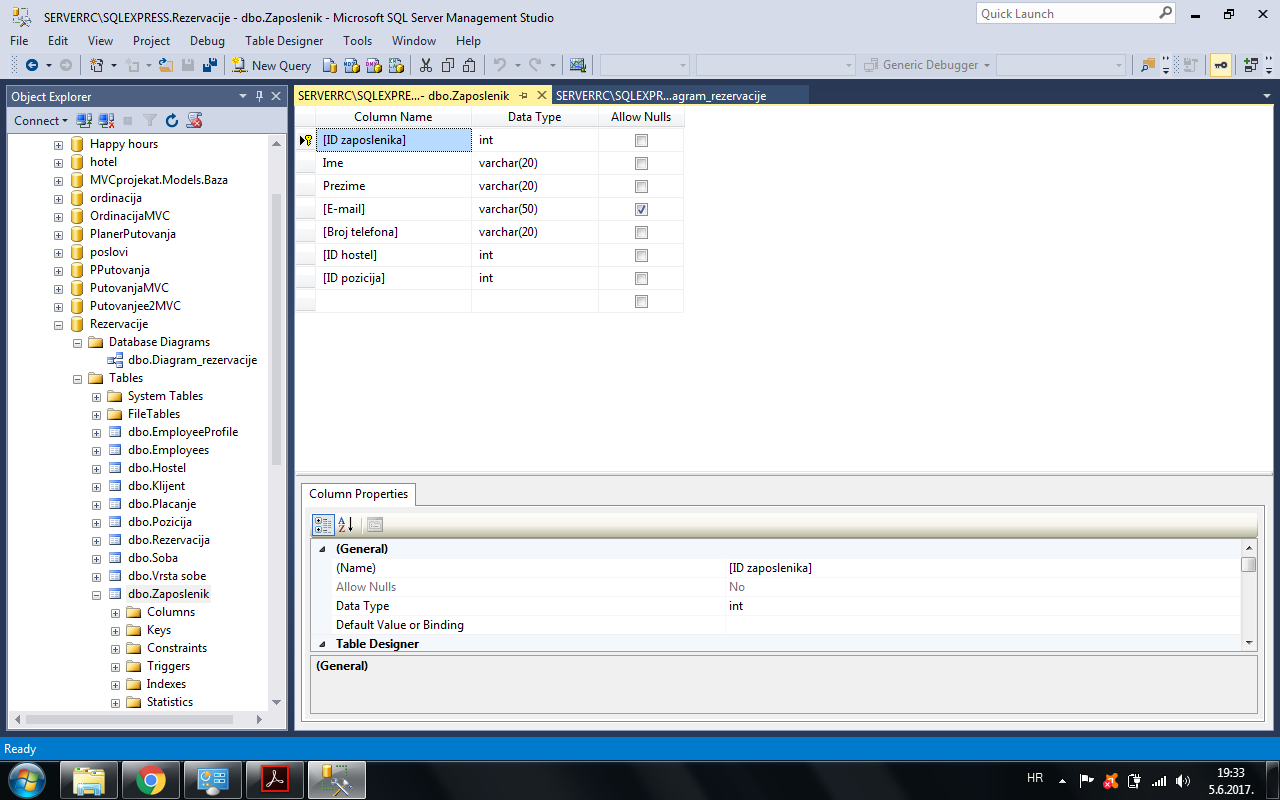 SERVERRC\SQLEXPRESS.Rezervacije - dbo.Zaposlenik - Microsoft SQL Server Management Studio
Quick Launch
File Edit View Project Debug Table Designer Tools Window Help
New Query
Generic Debugger
Object Explorer
Connect
Happy hours
hotel
MVCprojekat.Models.Baza
ordinacija
OrdinacijaMVC
PlanerPutovanja
poslovi
PPutovanja
PutovanjaMVC
Putovanjee2MVC
Rezervacije
Database Diagrams
dbo.Diagram_rezervacije
Tables
System Tables
FileTables
dbo.EmployeeProfile
dbo.Employees
dbo.Hostel
dbo.Klijent
dbo.Placanje
dbo.Pozicija
dbo.Rezervacija
dbo.Soba
dbo.Vrsta sobe
dbo.Zaposlenik
Columns
Keys
Constraints
Triggers
Indexes
Statistics
SERVERRC\SQLEXPRE...- dbo.Zaposlenik
SERVERRC\SQLEXPR...agram_rezervacije
Column Name Data Type Allow Nulls
[ID zaposlenika] int
Ime varchar(20)
Prezime varchar(20)
[E-mail] varchar(50)
[Broj telefona] varchar(20)
[ID hostel] int
[ID pozicija] int
Column Properties
(General)
(Name) [ID zaposlenika]
Allow Nulls No
Data Type int
Default Value or Binding
Table Designer
(General)
Ready
HR
19:33
5.6.2017.